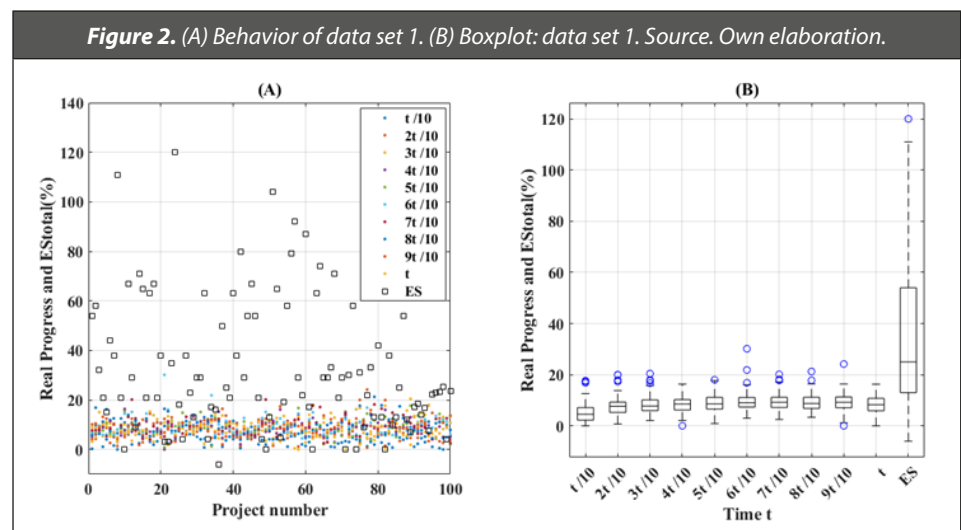 Figure 2. (A) Behavior of data set 1. (B) Boxplot: data set 1. Source. Own elaboration.
(A)
Real Progress and EStotal(%)
140
120
100
80
60
40
20
0
0 20 40 60 80 100
Project number
t /10
2t /10
3t /10
4t /10
5t /10
6t /10
7t /10
8t /10
9t /10
t
ES
(B)
Real Progress and EStotal(%)
120
100
80
60
40
20
0
t /10 2t /10 3t /10 4t /10 5t /10 6t /10 7t /10 8t /10 9t /10 t ES
Time t